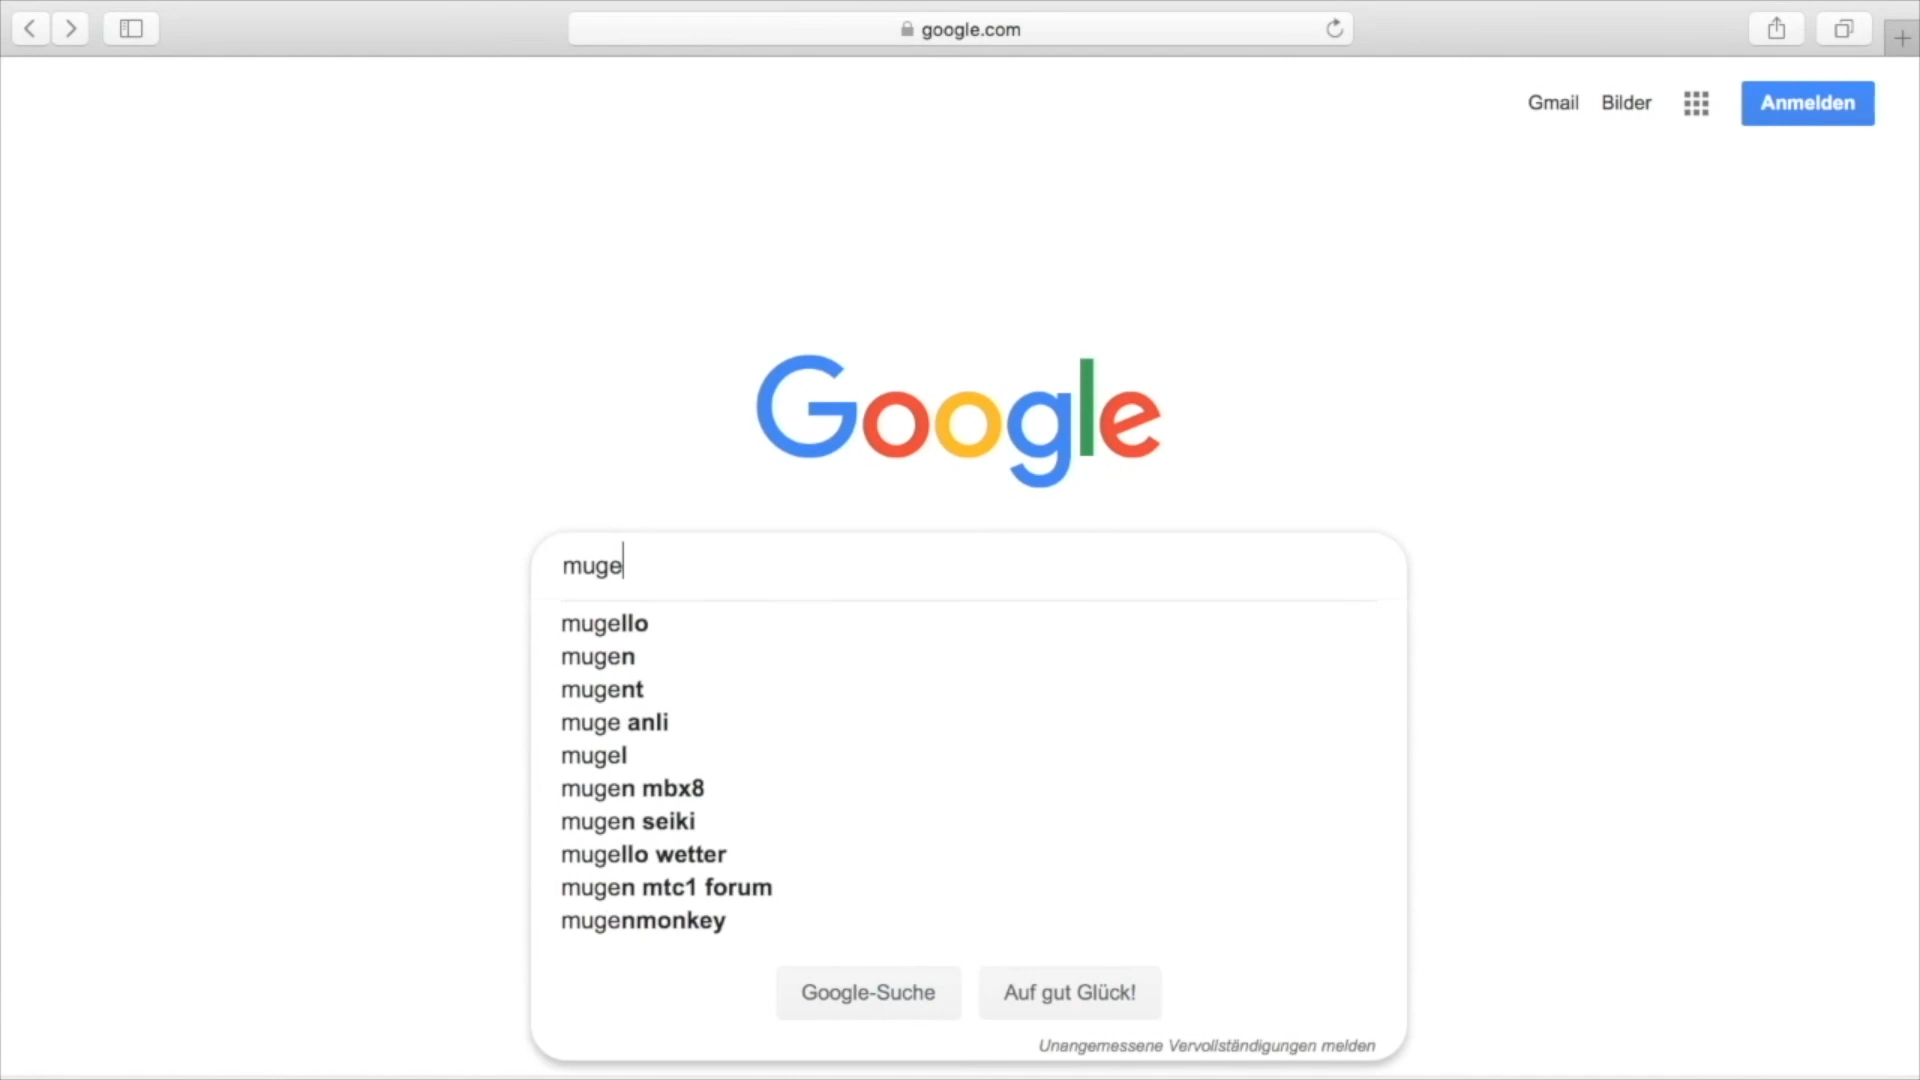 google.com
Gmail Bilder Anmelden
Google
muge
mugello
mugen
mugent
muge anli
mugel
mugen mbx8
mugen seiki
mugello wetter
mugen mtc1 forum
mugenmonkey
Google-Suche Auf gut Glück!
Unangemessene Vervollständigungen melden